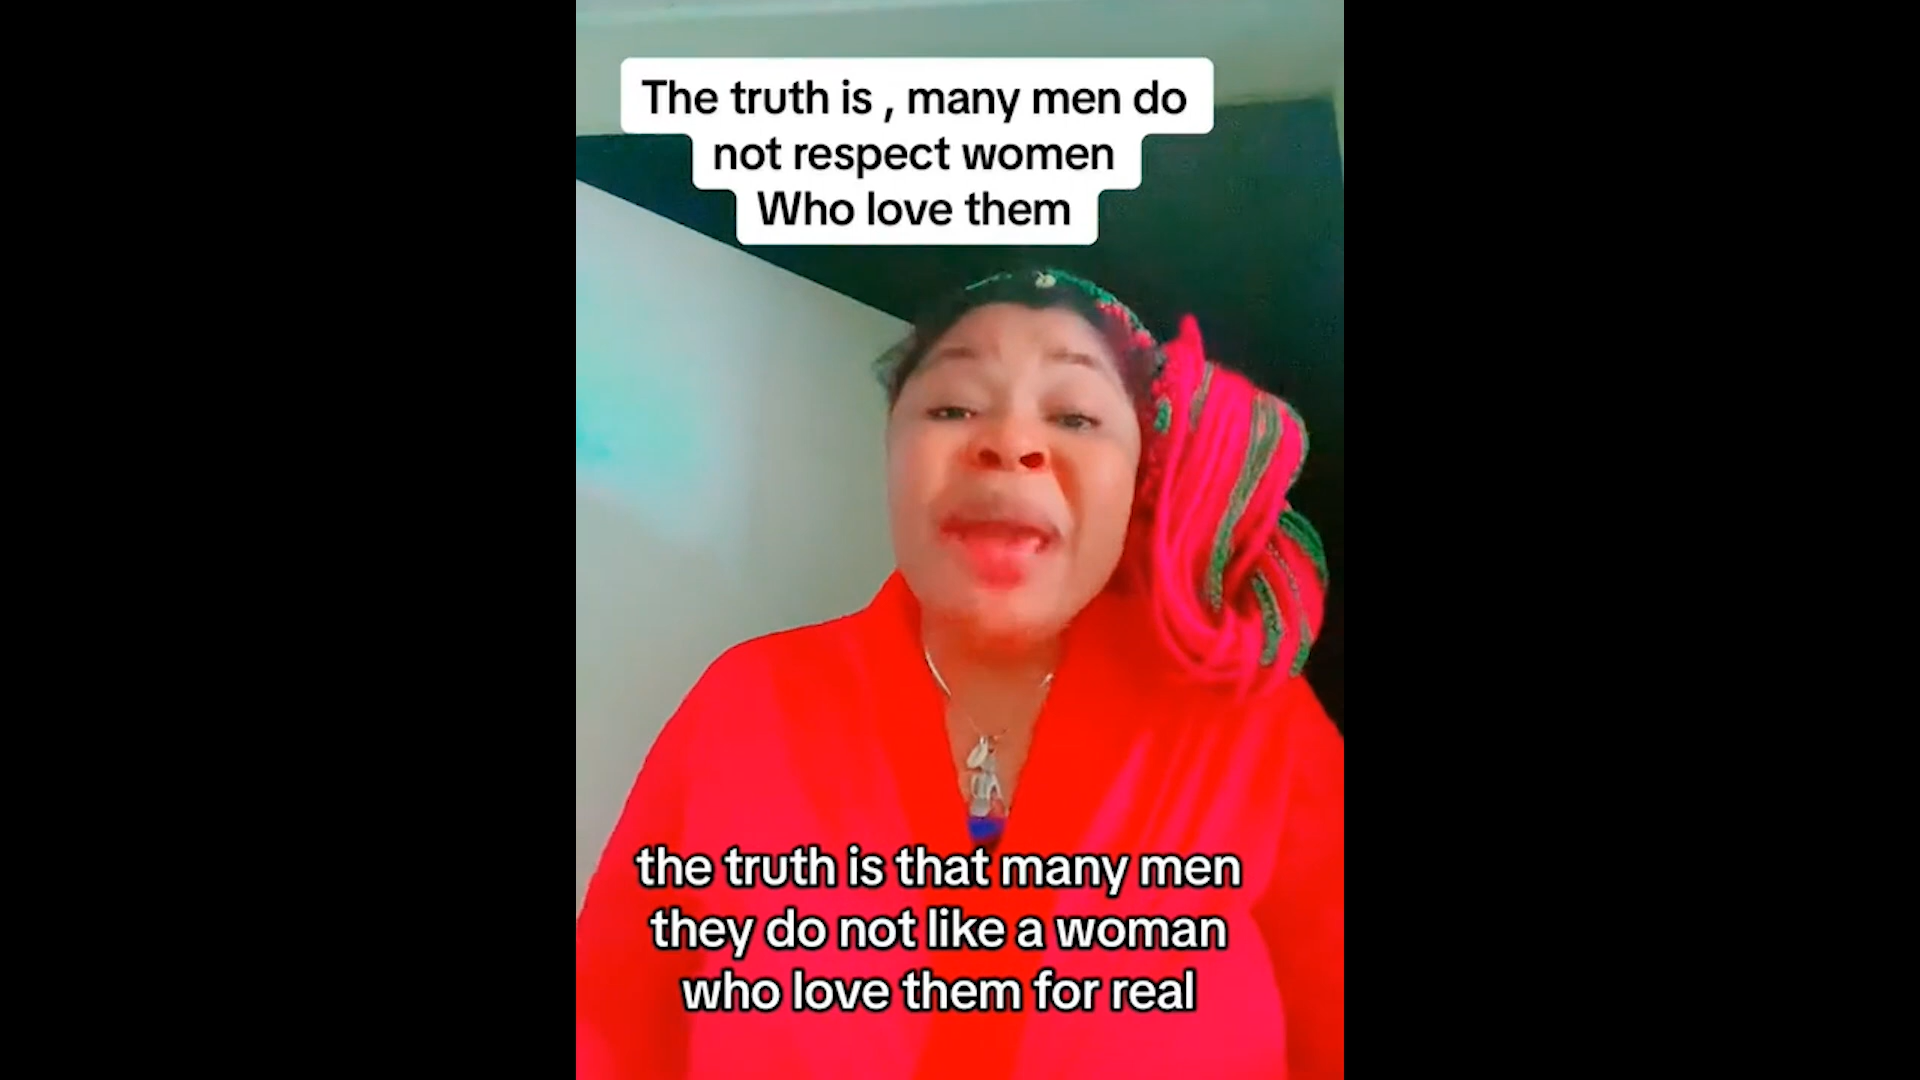 The truth is , many men do
not respect women
Who love them
the truth is that many men
they do not like a woman
who love them for real